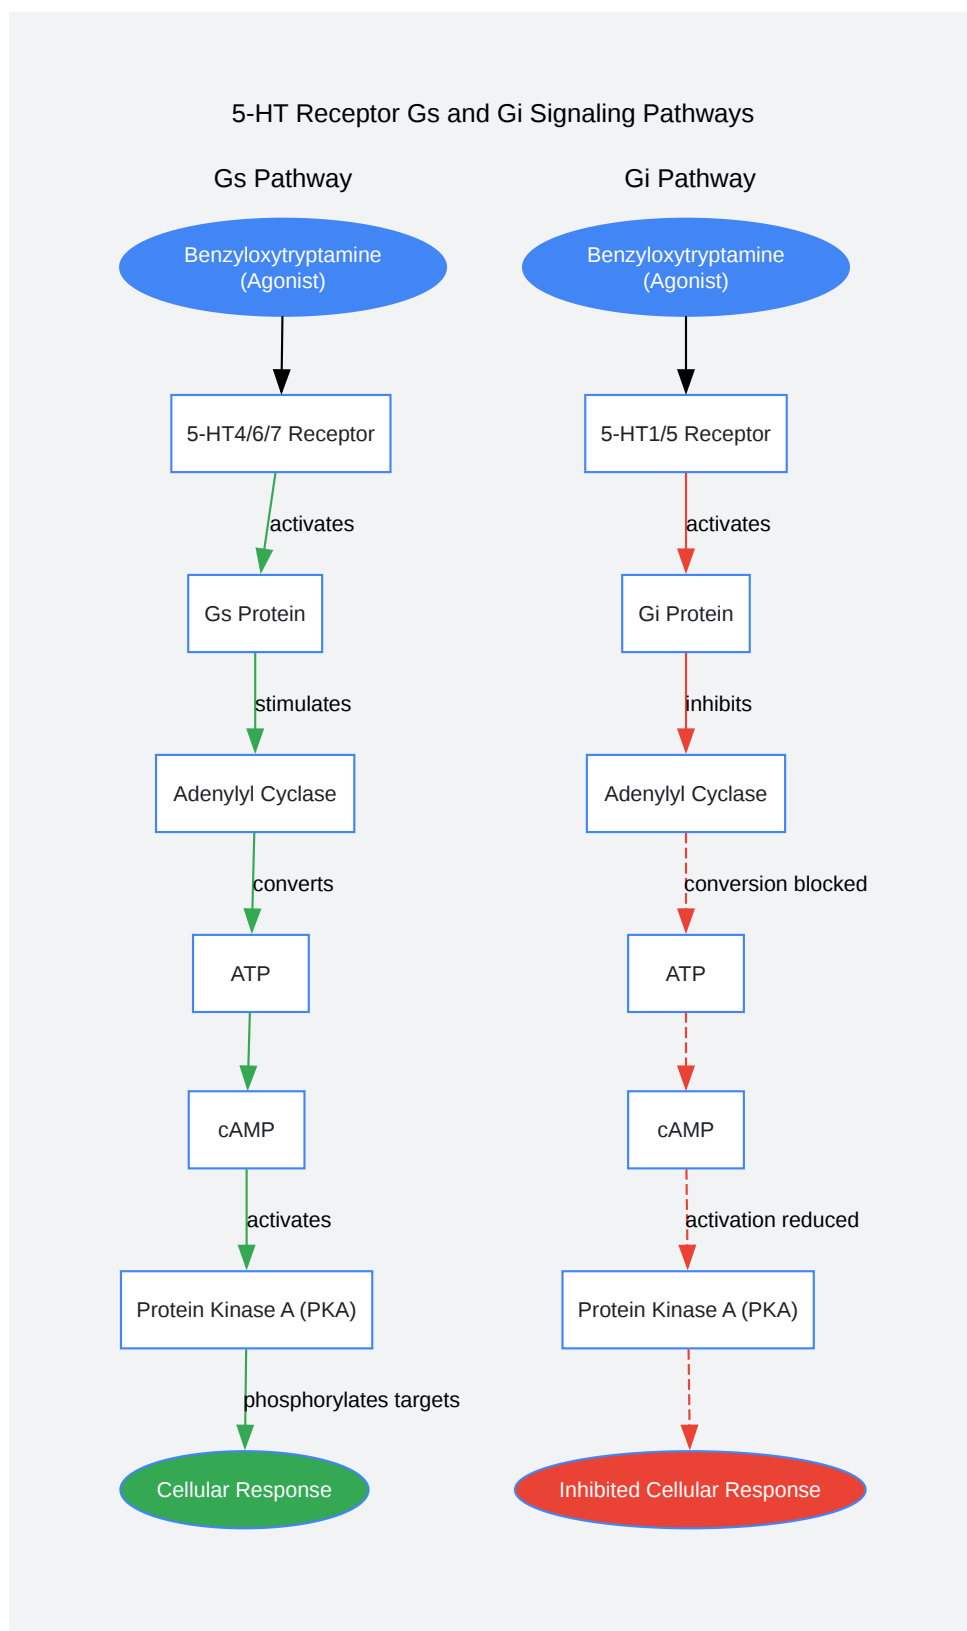 5-HT Receptor Gs and Gi Signaling Pathways
Gs Pathway
Benzyloxytryptamine
(Agonist)
5-HT4/6/7 Receptor
activates
Gs Protein
stimulates
Adenylyl Cyclase
converts
ATP
cAMP
activates
Protein Kinase A (PKA)
phosphorylates targets
Cellular Response
Gi Pathway
Benzyloxytryptamine
(Agonist)
5-HT1/5 Receptor
activates
Gi Protein
inhibits
Adenylyl Cyclase
conversion blocked
ATP
cAMP
activation reduced
Protein Kinase A (PKA)
Inhibited Cellular Response